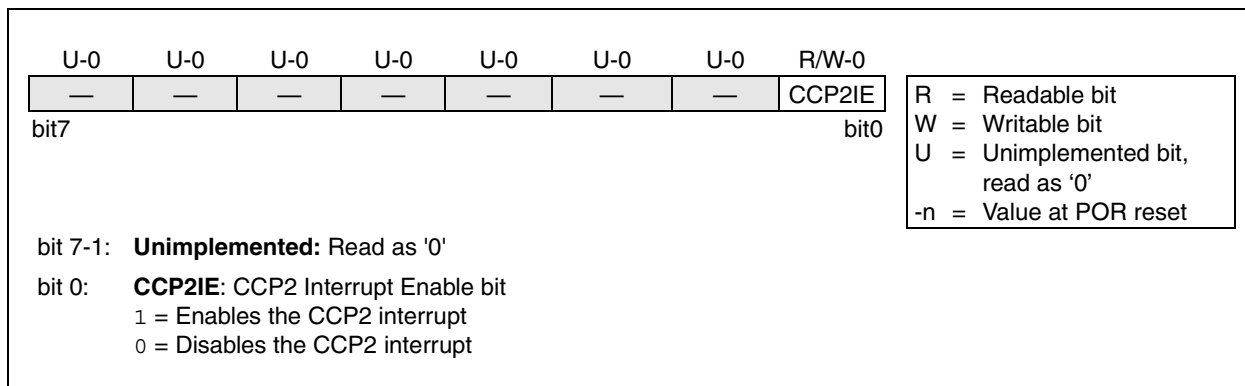 U-0 U-0 U-0 U-0 U-0 U-0 U-0 R/W-0
— — — — — — — CCP2IE
bit7 bit0
R = Readable bit
W = Writable bit
U = Unimplemented bit,
read as ‘0’
-n = Value at POR reset
bit 7-1: Unimplemented: Read as '0'
bit 0: CCP2IE: CCP2 Interrupt Enable bit
1 = Enables the CCP2 interrupt
0 = Disables the CCP2 interrupt